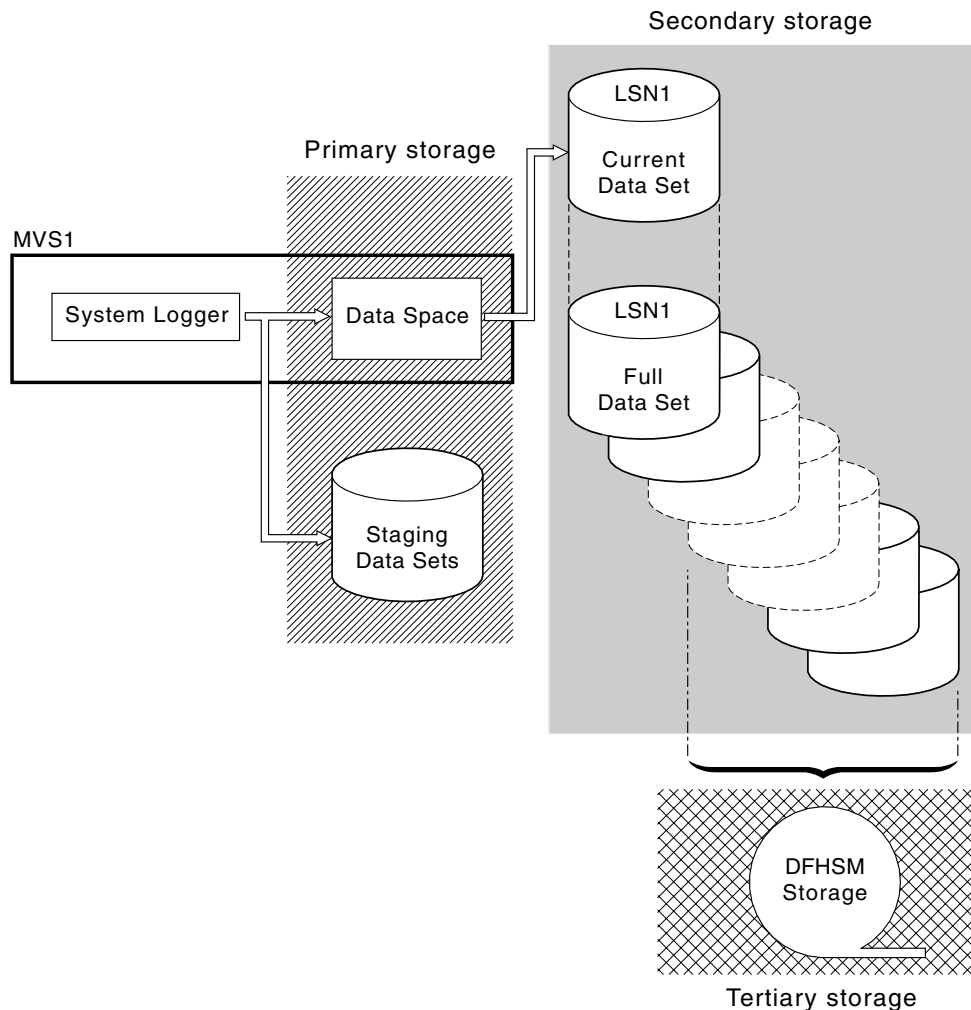 Secondary storage
LSN1
Current
Data Set
Primary storage
MVS1
System Logger
Data Space
LSN1
Full
Data Set
Staging
Data Sets
DFHSM
Storage
Tertiary storage